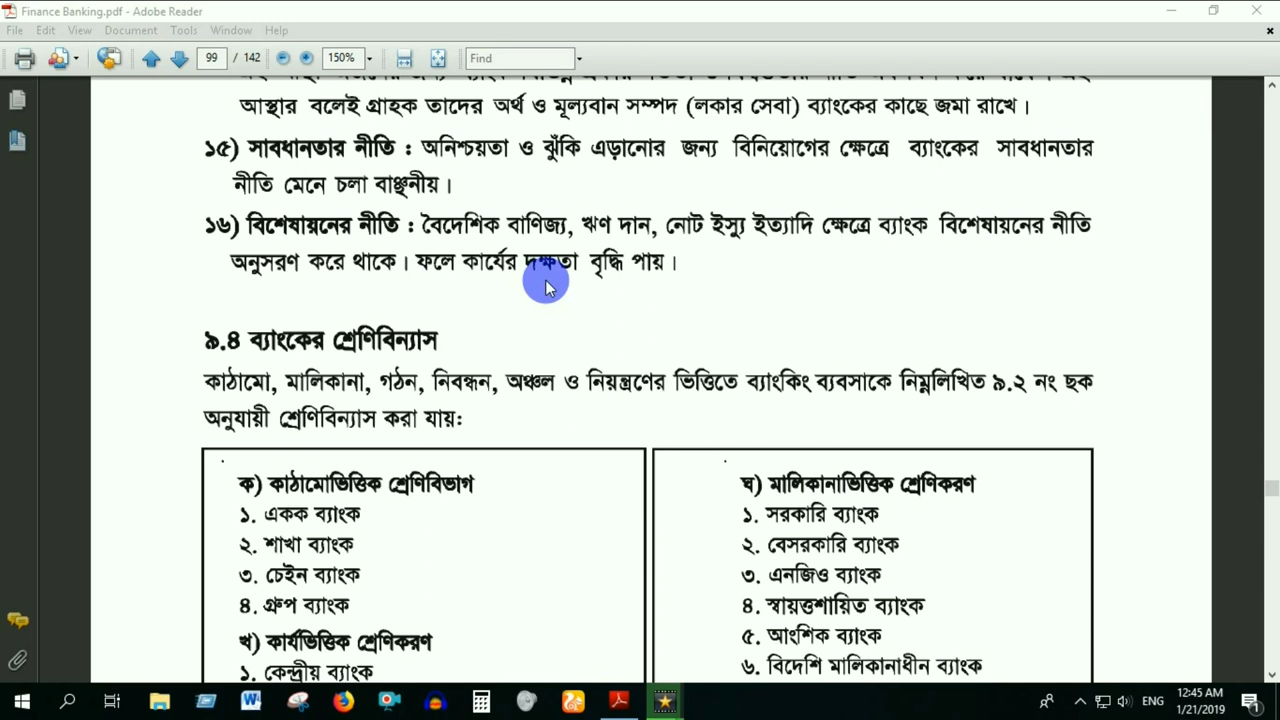 Finance Banking.pdf - Adobe Reader
File Edit View Document Tools Window Help
99 / 142 150% Find
আস্থার বলেই গ্রাহক তাদের অর্থ ও মূল্যবান সম্পদ (লকার সেবা) ব্যাংকের কাছে জমা রাখে।
১৫) সাবধানতার নীতি : অনিশ্চয়তা ও ঝুঁকি এড়ানোর জন্য বিনিয়োগের ক্ষেত্রে ব্যাংকের সাবধানতার
নীতি মেনে চলা বাঞ্ছনীয়।
১৬) বিশেষায়নের নীতি : বৈদেশিক বাণিজ্য, ঋণ দান, নোট ইস্যু ইত্যাদি ক্ষেত্রে ব্যাংক বিশেষায়নের নীতি
অনুসরণ করে থাকে। ফলে কার্যের দক্ষতা বৃদ্ধি পায়।
৯.৪ ব্যাংকের শ্রেণিবিন্যাস
কাঠামো, মালিকানা, গঠন, নিবন্ধন, অঞ্চল ও নিয়ন্ত্রণের ভিত্তিতে ব্যাংকিং ব্যবসাকে নিম্নলিখিত ৯.২ নং ছক
অনুযায়ী শ্রেণিবিন্যাস করা যায়:
ক) কাঠামোভিত্তিক শ্রেণিবিভাগ
১. একক ব্যাংক
২. শাখা ব্যাংক
৩. চেইন ব্যাংক
৪. গ্রুপ ব্যাংক
খ) কার্যভিত্তিক শ্রেণিকরণ
১. কেন্দ্রীয় ব্যাংক
ঘ) মালিকানাভিত্তিক শ্রেণিকরণ
১. সরকারি ব্যাংক
২. বেসরকারি ব্যাংক
৩. এনজিও ব্যাংক
৪. স্বায়ত্তশায়িত ব্যাংক
৫. আংশিক ব্যাংক
৬. বিদেশি মালিকানাধীন ব্যাংক
ENG
12:45 AM
1/21/2019